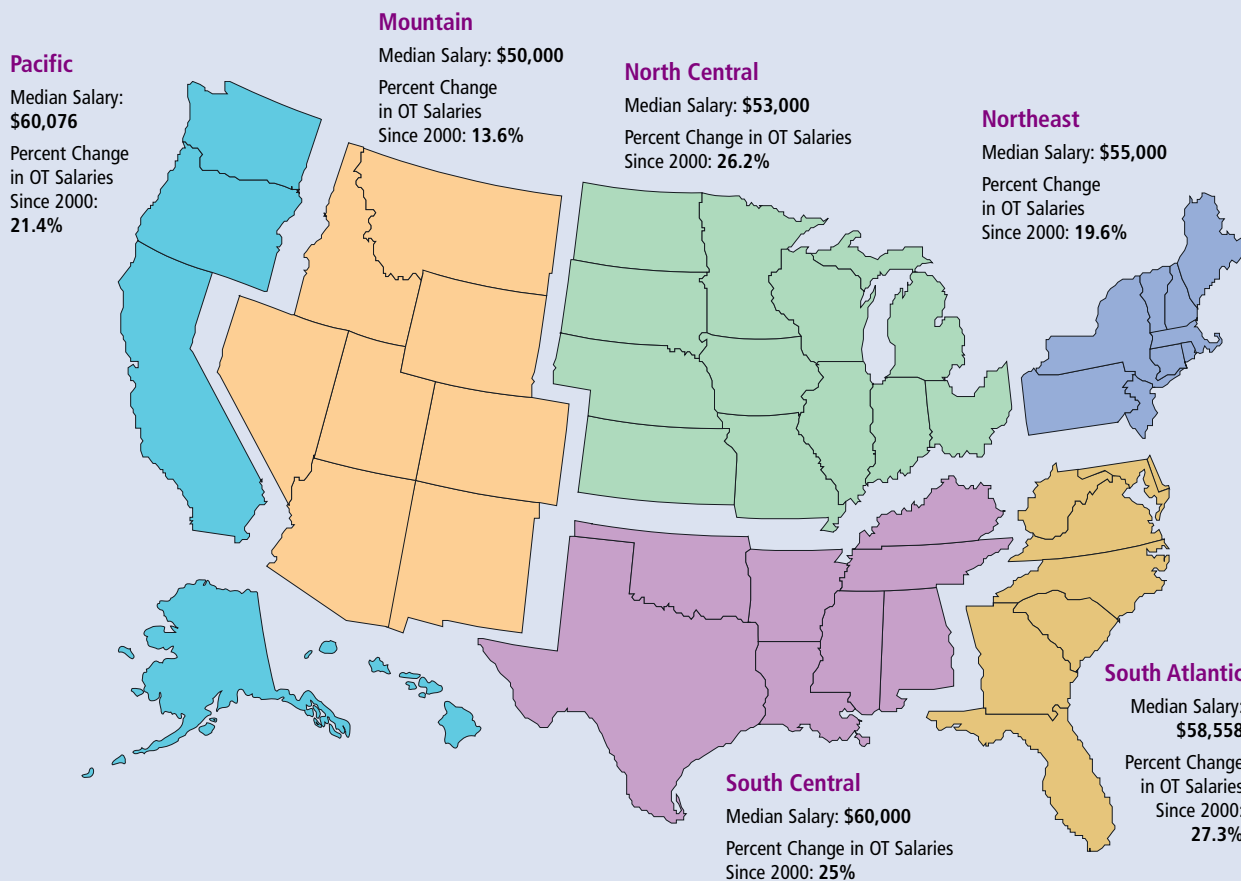 Pacific
Median Salary:
$60,076
Percent Change
in OT Salaries
Since 2000:
21.4%
Mountain
Median Salary: $50,000
Percent Change
in OT Salaries
Since 2000: 13.6%
North Central
Median Salary: $53,000
Percent Change in OT Salaries
Since 2000: 26.2%
Northeast
Median Salary: $55,000
Percent Change
in OT Salaries
Since 2000: 19.6%
South Central
Median Salary: $60,000
Percent Change in OT Salaries
Since 2000: 25%
South Atlantic
Median Salary:
$58,558
Percent Change
in OT Salaries
Since 2000:
27.3%